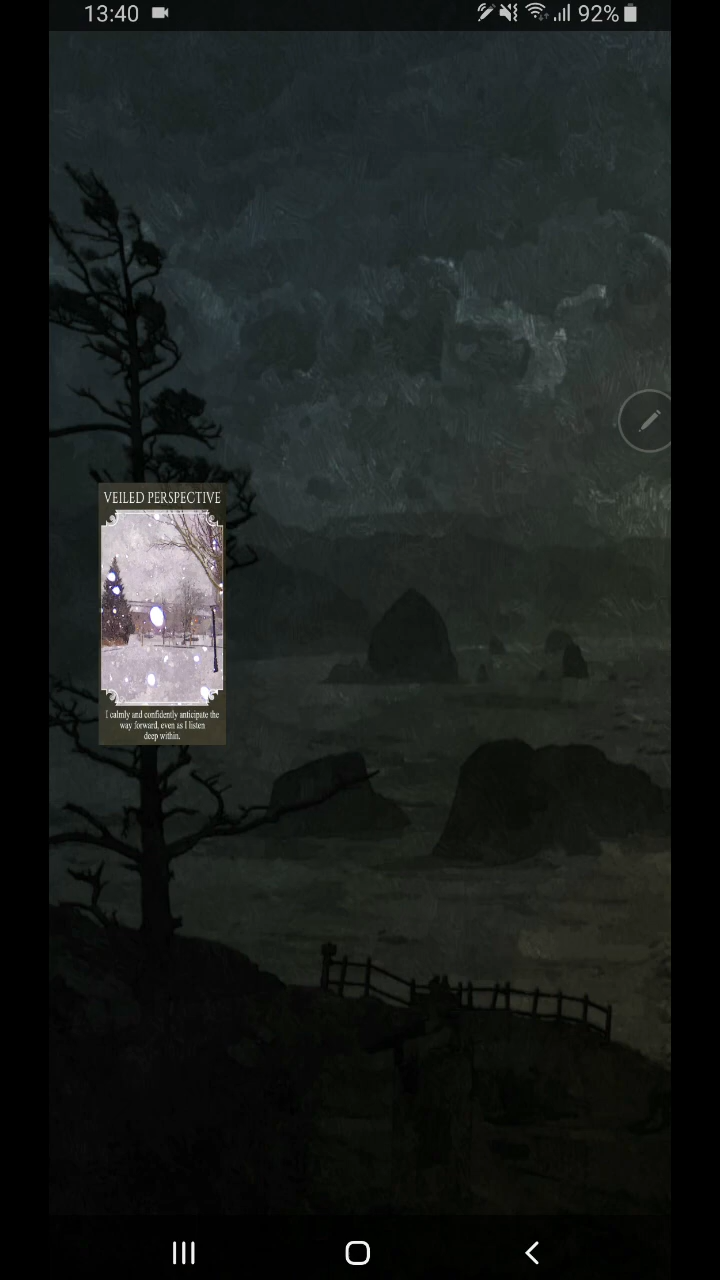 13:40
92%
VEILED PERSPECTIVE
I calmly and confidently anticipate the
way forward, even as I listen
deep within.